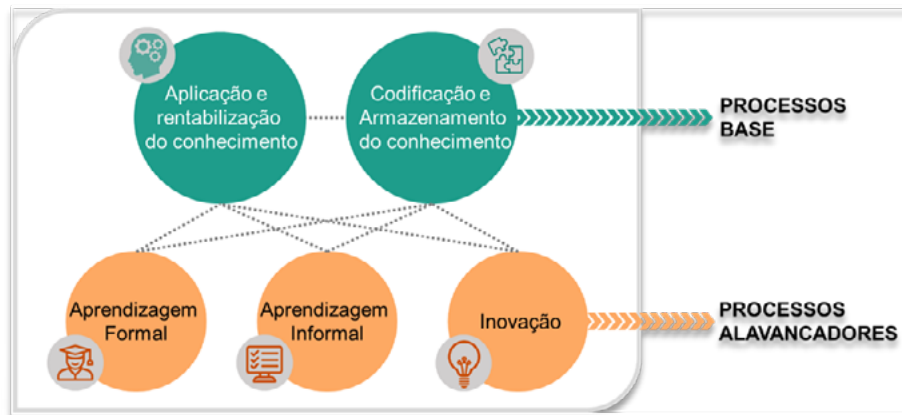 Aplicação e
rentabilização
do conhecimento
Codificação e
Armazenamento
do conhecimento
PROCESSOS
BASE
Aprendizagem
Formal
Aprendizagem
Informal
Inovação
PROCESSOS
ALAVANCADORES